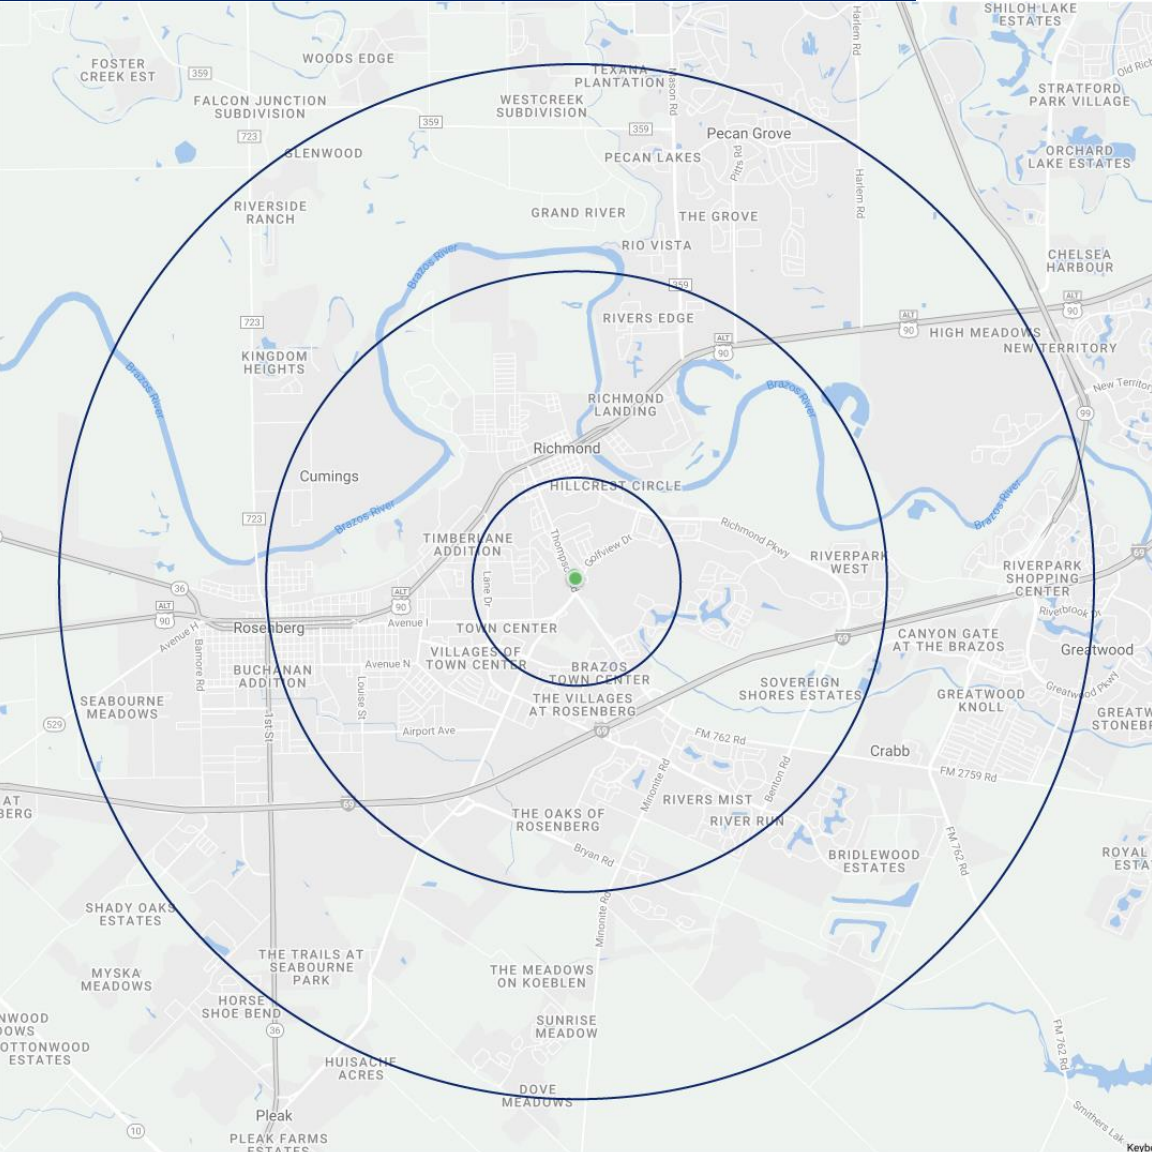 SHILOH LAKE
ESTATES
Harlem Rd
WOODS EDGE
FOSTER
CREEK EST
359
TEXANA
PLANTATION
Mason Rd
Old Rich
STRATFORD
PARK VILLAGE
FALCON JUNCTION
SUBDIVISION
WESTCREEK
SUBDIVISION
359
359
723
Pecan Grove
GLENWOOD
PECAN LAKES
Pitts Rd
ORCHARD
LAKE ESTATES
Harlem Rd
RIVERSIDE
RANCH
GRAND RIVER
THE GROVE
RIO VISTA
Brazos River
CHELSEA
HARBOUR
359
ALT
90
723
RIVERS EDGE
ALT
90
HIGH MEADOWS
NEW TERRITORY
ALT
90
KINGDOM
HEIGHTS
Brazos River
Brazos River
New Territory
RICHMOND
LANDING
99
Richmond
Cumings
HILLCREST CIRCLE
Brazos River
Brazos River
723
Richmond Pkwy
TIMBERLANE
ADDITION
Golfview Dr
RIVERPARK
WEST
69
RIVERPARK
SHOPPING
CENTER
36
Lane Dr
ALT
90
ALT
90
Riverbrook Dr
Rosenberg
Avenue I
TOWN CENTER
69
Avenue H
CANYON GATE
AT THE BRAZOS
Greatwood
Bamore Rd
VILLAGES OF
TOWN CENTER
Avenue N
BUCHANAN
ADDITION
BRAZOS
TOWN CENTER
SOVEREIGN
SHORES ESTATES
Greatwood Pkwy
Louise St
THE VILLAGES
AT ROSENBERG
GREATWOOD
KNOLL
SEABOURNE
MEADOWS
GREATW
STONEB
529
1st St
Airport Ave
69
FM 762 Rd
Crabb
FM 2759 Rd
Minonite Rd
Benton Rd
AT
BERG
69
THE OAKS OF
ROSENBERG
RIVERS MIST
RIVER RUN
Bryan Rd
BRIDLEWOOD
ESTATES
FM 762 Rd
ROYAL
ESTA
SHADY OAKS
ESTATES
Minonite Rd
THE TRAILS AT
SEABOURNE
PARK
MYSKA
MEADOWS
THE MEADOWS
ON KOEBLEN
HORSE
SHOE BEND
NWOOD
OWS
36
SUNRISE
MEADOW
OTTONWOOD
ESTATES
FM 762 Rd
HUISACHE
ACRES
DOVE
MEADOWS
Pleak
10
Smithers Lak
PLEAK FARMS
ESTATES
Keyb